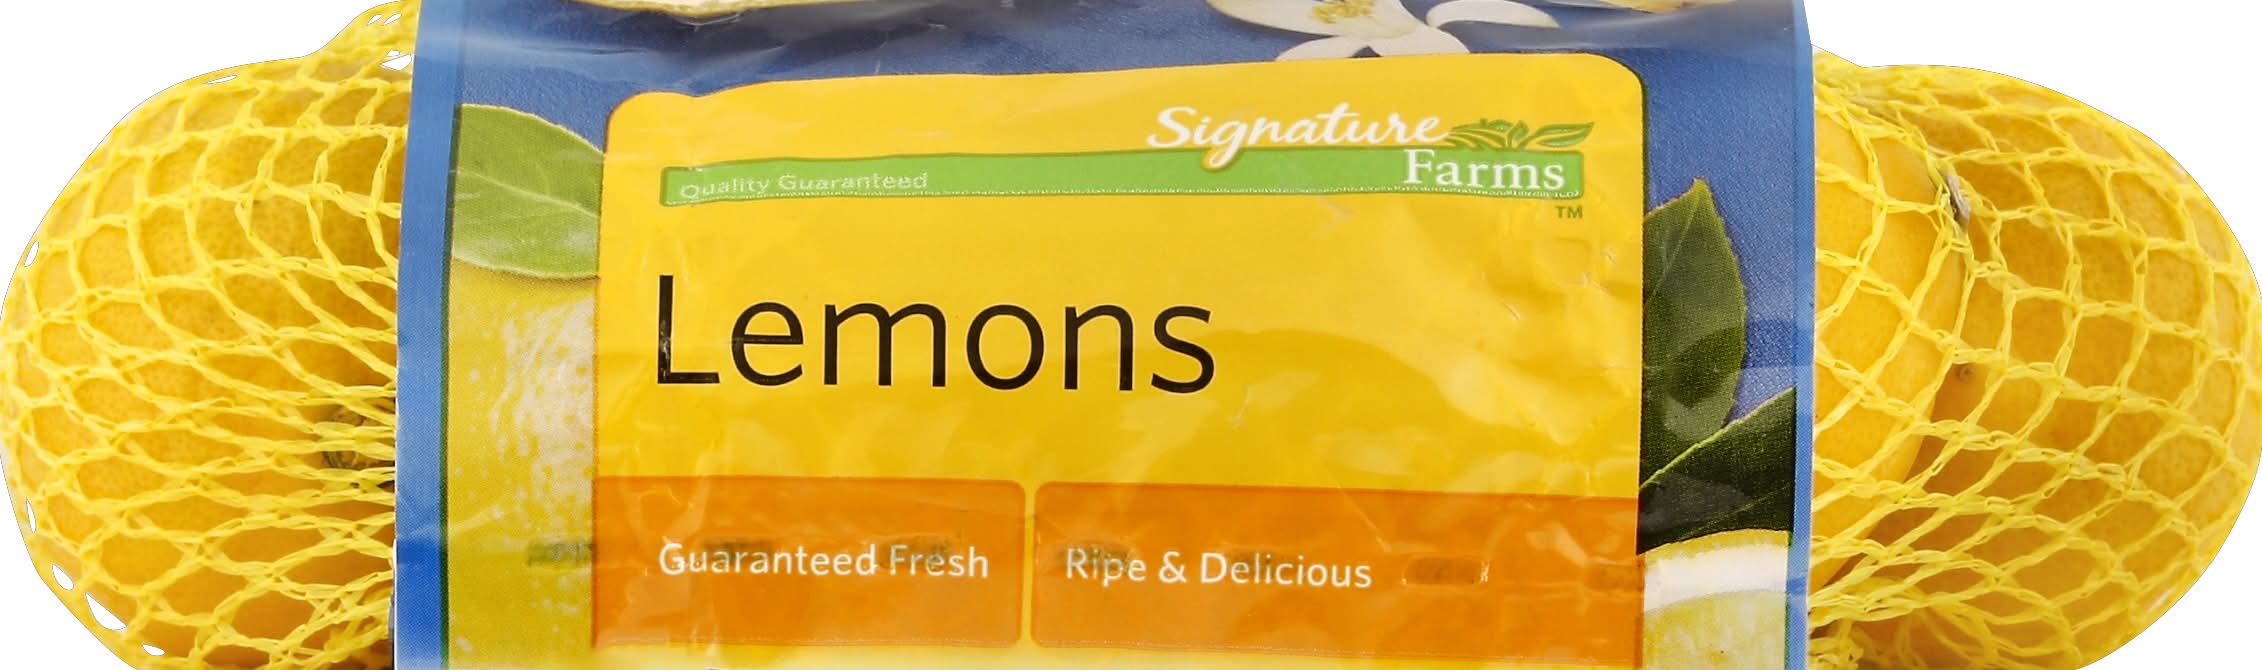 Signature
Farms
Quality Guaranteed
TM
Lemons
Guaranteed Fresh
Ripe & Delicious